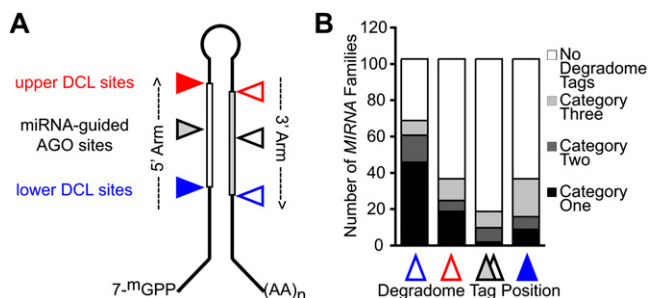 A
upper DCL sites
miRNA-guided
AGO sites
lower DCL sites
5' Arm ---->
3' Arm ---->
7-mGPP
(AA)n
B
Number of MIRNA Families
120
100
80
60
40
20
0
No
Degradome
Tags
Category
Three
Category
Two
Category
One
Degradome Tag Position